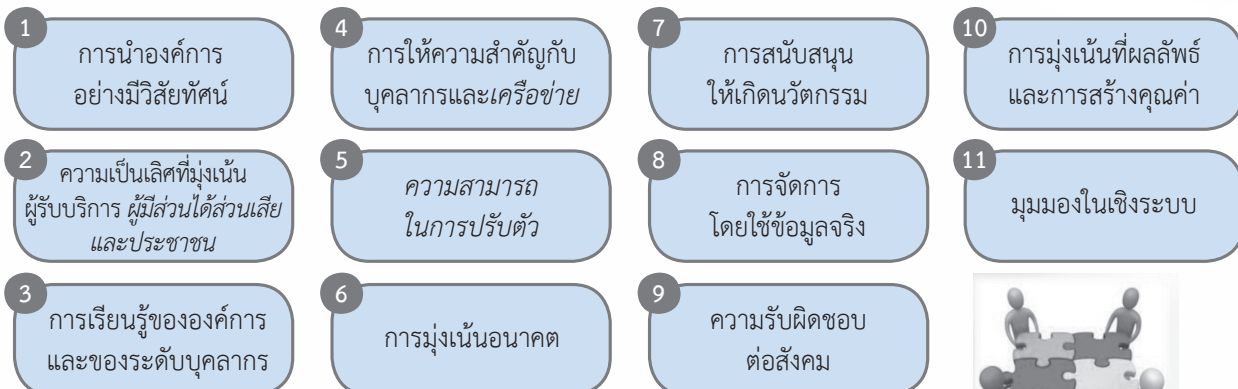 1
การนำองค์การ
อย่างมีวิสัยทัศน์
2
ความเป็นเลิศที่มุ่งเน้น
ผู้รับบริการ ผู้มีส่วนได้ส่วนเสีย
และประชาชน
3
การเรียนรู้ขององค์การ
และของระดับบุคลากร
4
การให้ความสำคัญกับ
บุคลากรและเครือข่าย
5
ความสามารถ
ในการปรับตัว
6
การมุ่งเน้นอนาคต
7
การสนับสนุน
ให้เกิดนวัตกรรม
8
การจัดการ
โดยใช้ข้อมูลจริง
9
ความรับผิดชอบ
ต่อสังคม
10
การมุ่งเน้นที่ผลลัพธ์
และการสร้างคุณค่า
11
มุมมองในเชิงระบบ